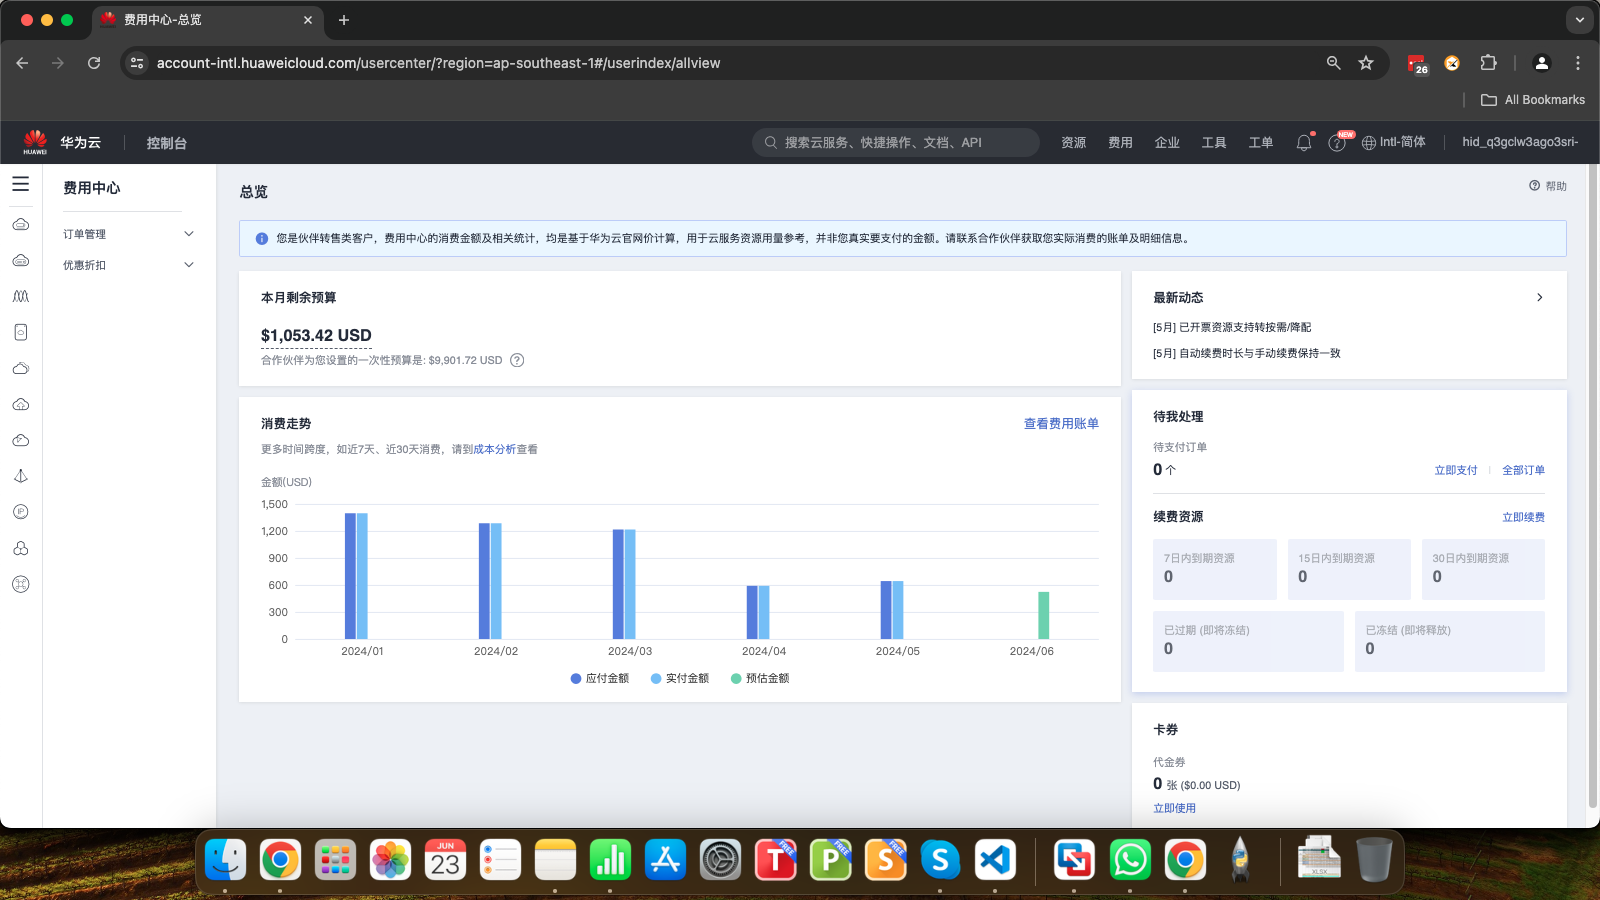 费用中心-总览
account-intl.huaweicloud.com/usercenter/?region=ap-southeast-1#/userindex/allview
26
All Bookmarks
HUAWEI
华为云
控制台
搜索云服务、快捷操作、文档、API
资源
费用
企业
工具
工单
NEW
Intl-简体
hid_q3gclw3ago3sri-
费用中心
订单管理
优惠折扣
总览
帮助
您是伙伴转售类客户，费用中心的消费金额及相关统计，均是基于华为云官网价计算，用于云服务资源用量参考，并非您真实要支付的金额。请联系合作伙伴获取您实际消费的账单及明细信息。
本月剩余预算
$1,053.42 USD
合作伙伴为您设置的一次性预算是: $9,901.72 USD
最新动态
[5月] 已开票资源支持转按需/降配
[5月] 自动续费时长与手动续费保持一致
消费走势
查看费用账单
更多时间跨度，如近7天、近30天消费，请到成本分析查看
金额(USD)
1,500
1,200
900
600
300
0
2024/01
2024/02
2024/03
2024/04
2024/05
2024/06
应付金额
实付金额
预估金额
待我处理
待支付订单
0 个
立即支付
全部订单
续费资源
立即续费
7日内到期资源
0
15日内到期资源
0
30日内到期资源
0
已过期 (即将冻结)
0
已冻结 (即将释放)
0
卡券
代金券
0 张 ($0.00 USD)
立即使用
JUN
23
T
FREE
P
FREE
S
FREE
S
XLSX